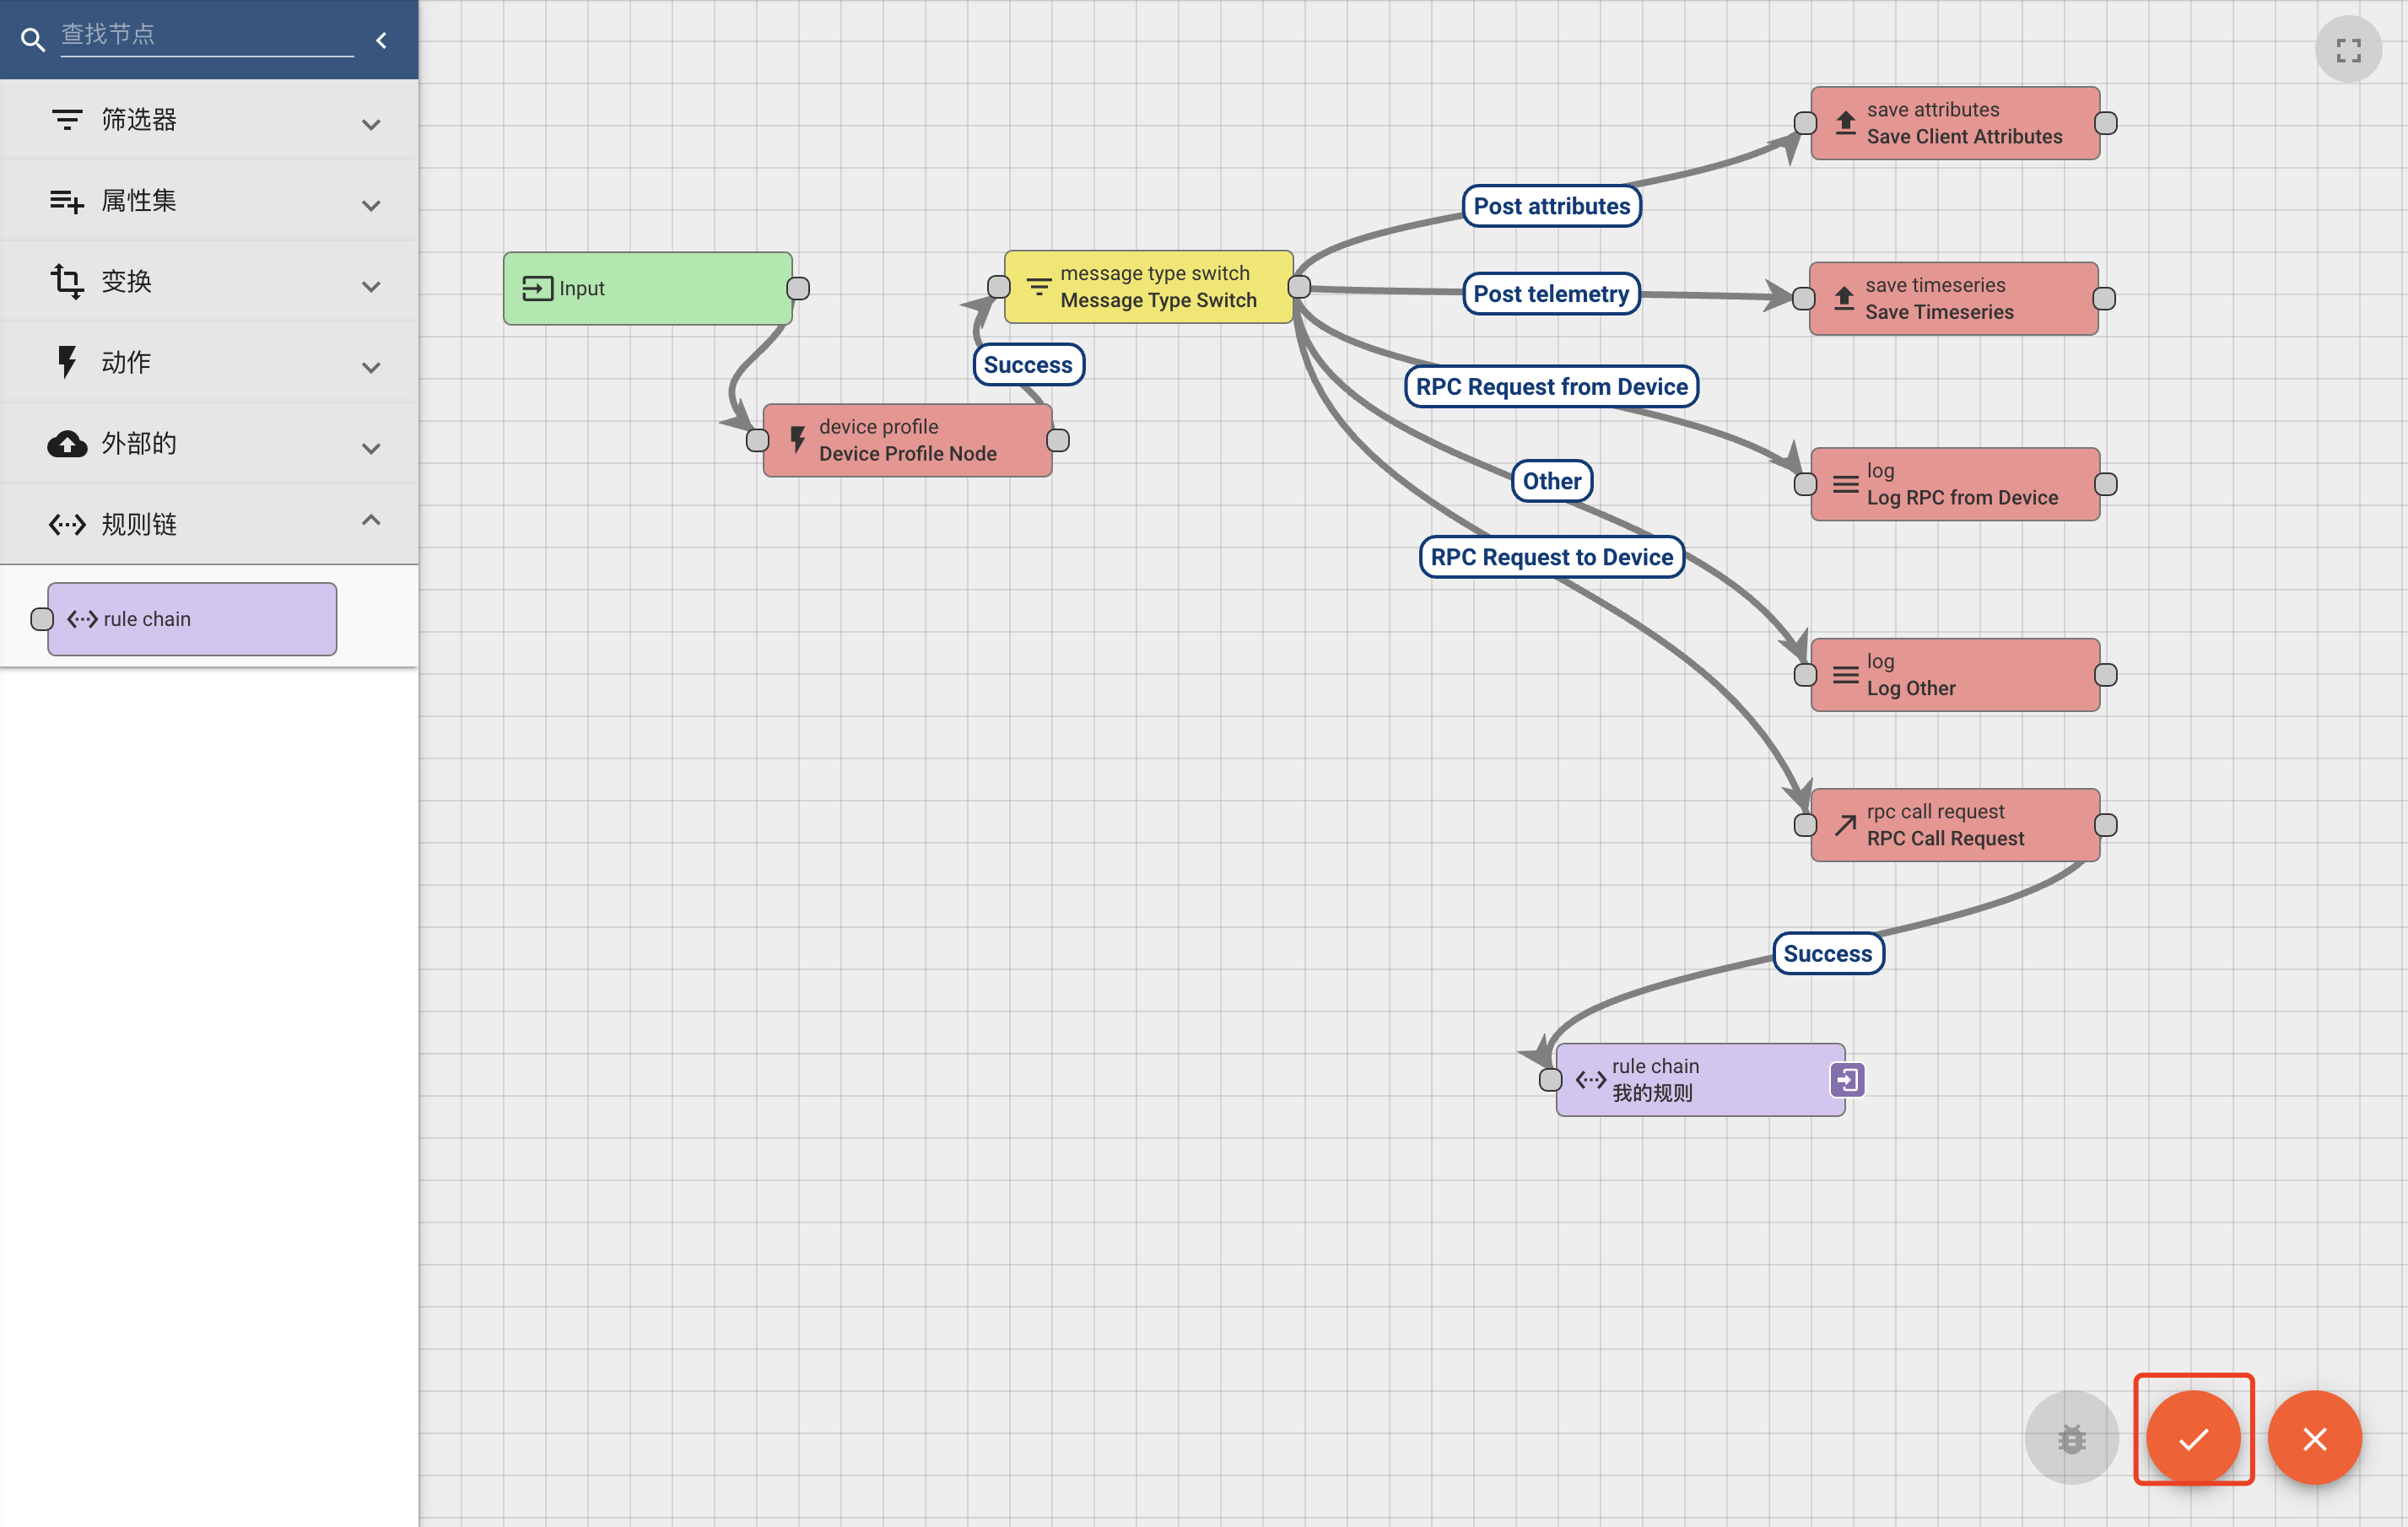 查找节点
筛选器
属性集
变换
动作
外部的
规则链
rule chain
Input
device profile
Device Profile Node
Success
message type switch
Message Type Switch
Post attributes
Post telemetry
RPC Request from Device
Other
RPC Request to Device
save attributes
Save Client Attributes
save timeseries
Save Timeseries
log
Log RPC from Device
log
Log Other
rpc call request
RPC Call Request
Success
rule chain
我的规则